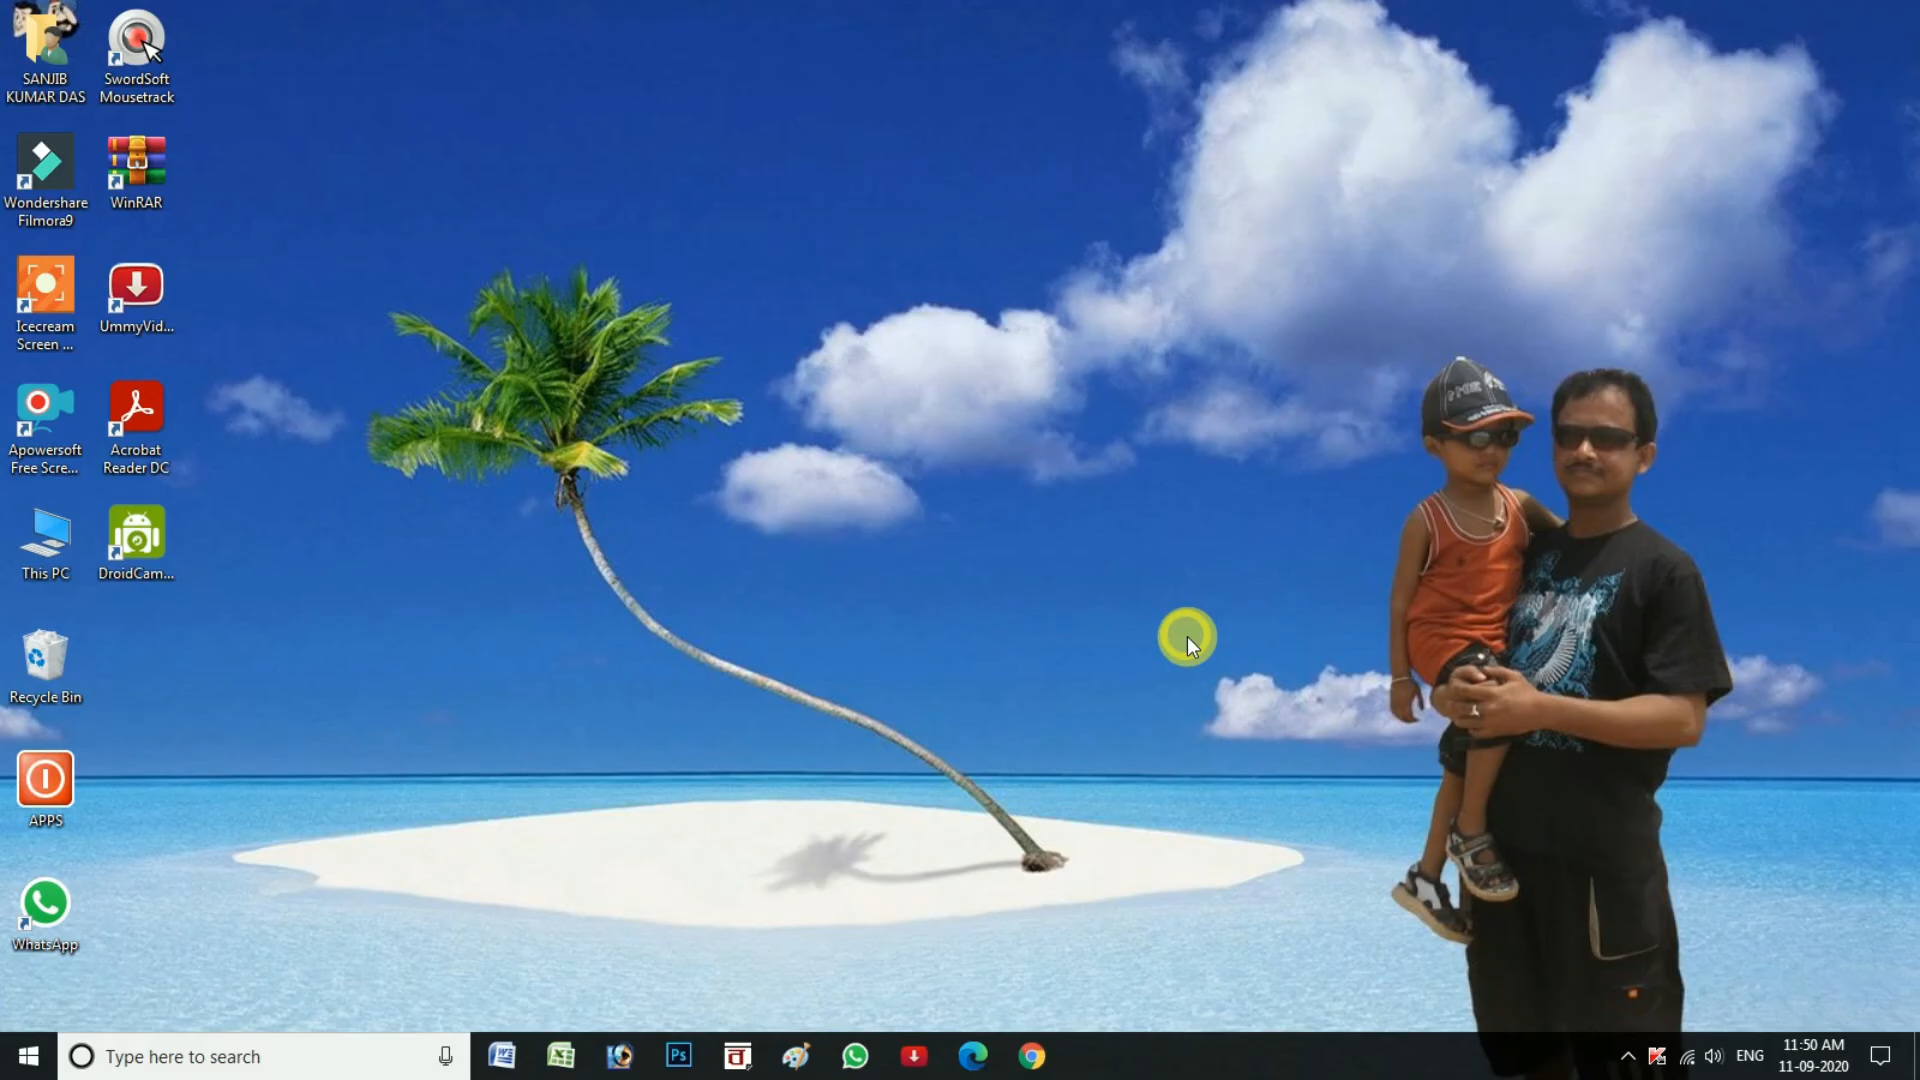 SANJIB
KUMAR DAS
SwordSoft
Mousetrack
Wondershare
Filmora9
WinRAR
Icecream
Screen ...
UmmyVid...
Apowersoft
Free Scre...
Acrobat
Reader DC
This PC
DroidCam...
Recycle Bin
APPS
WhatsApp
Type here to search
Ps
ENG
11:50 AM
11-09-2020